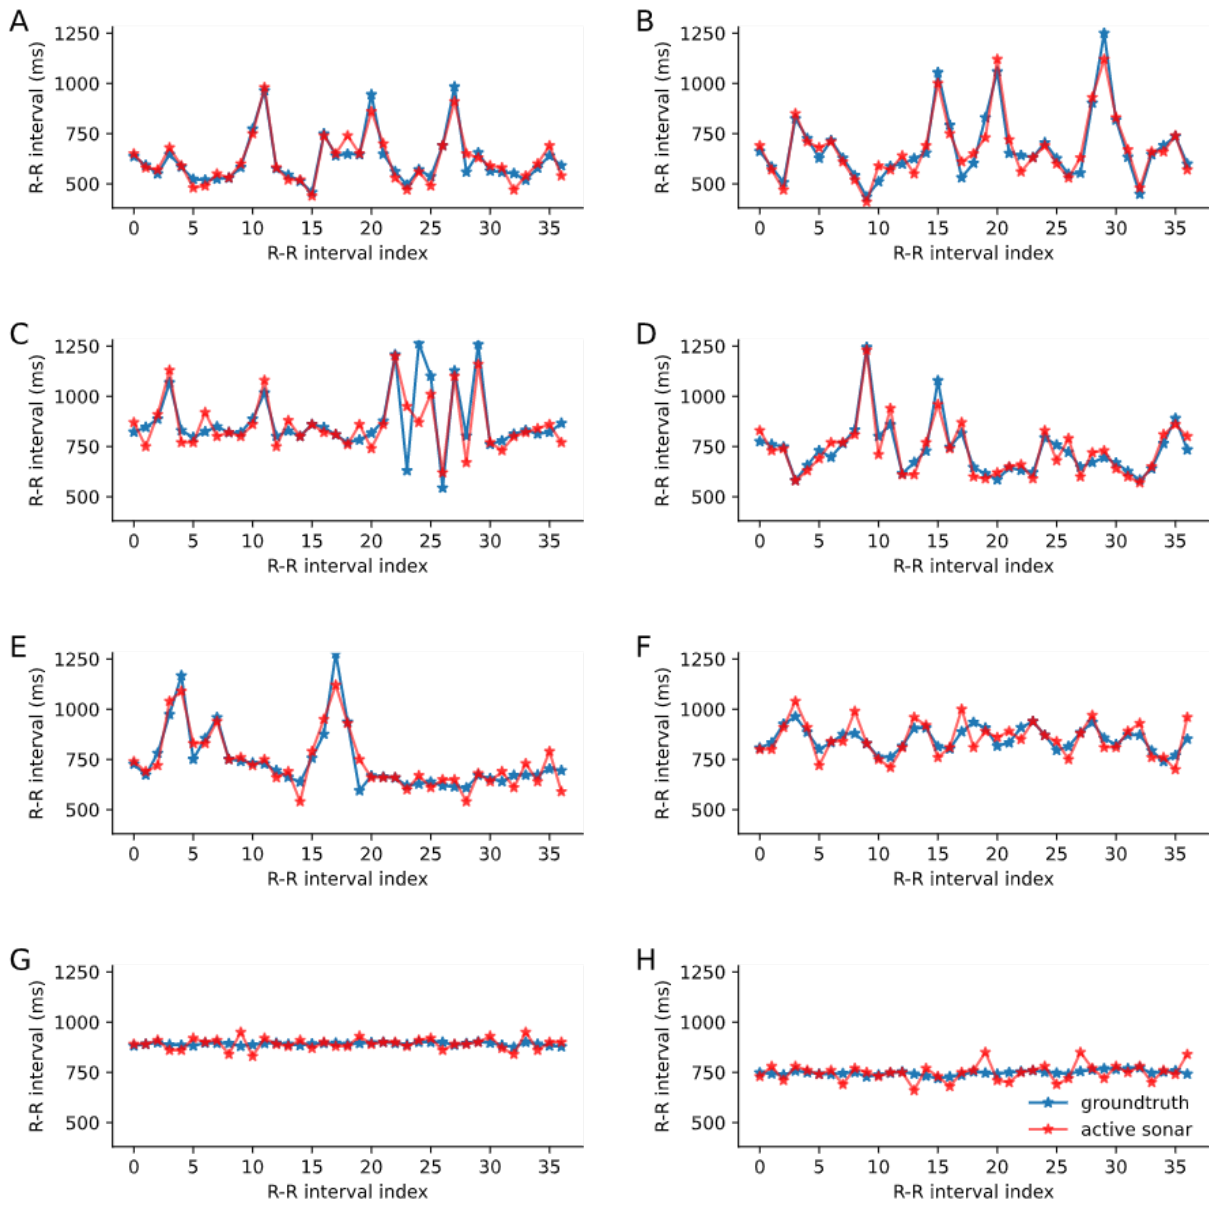 A
B
1250
1000
750
500
R-R interval (ms)
0 5 10 15 20 25 30 35
R-R interval index
1250
1000
750
500
R-R interval (ms)
0 5 10 15 20 25 30 35
R-R interval index
C
D
1250
1000
750
500
R-R interval (ms)
0 5 10 15 20 25 30 35
R-R interval index
1250
1000
750
500
R-R interval (ms)
0 5 10 15 20 25 30 35
R-R interval index
E
F
1250
1000
750
500
R-R interval (ms)
0 5 10 15 20 25 30 35
R-R interval index
1250
1000
750
500
R-R interval (ms)
0 5 10 15 20 25 30 35
R-R interval index
G
H
1250
1000
750
500
R-R interval (ms)
0 5 10 15 20 25 30 35
R-R interval index
1250
1000
750
500
R-R interval (ms)
groundtruth
active sonar
0 5 10 15 20 25 30 35
R-R interval index